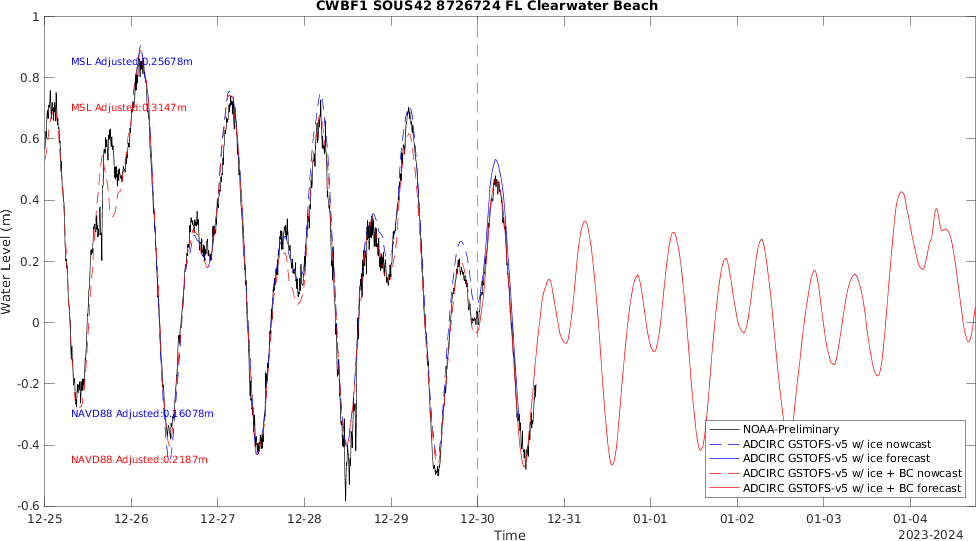 CWBF1 SOUS42 8726724 FL Clearwater Beach
1
0.8
0.6
0.4
0.2
0
-0.2
-0.4
-0.6
Water Level (m)
MSL Adjusted:0.25678m
MSL Adjusted:0.3147m
NAVD88 Adjusted:0.16078m
NAVD88 Adjusted:0.2187m
NOAA-Preliminary
ADCIRC GSTOFS-v5 w/ ice nowcast
ADCIRC GSTOFS-v5 w/ ice forecast
ADCIRC GSTOFS-v5 w/ ice + BC nowcast
ADCIRC GSTOFS-v5 w/ ice + BC forecast
12-25 12-26 12-27 12-28 12-29 12-30 12-31 01-01 01-02 01-03 01-04
Time
2023-2024